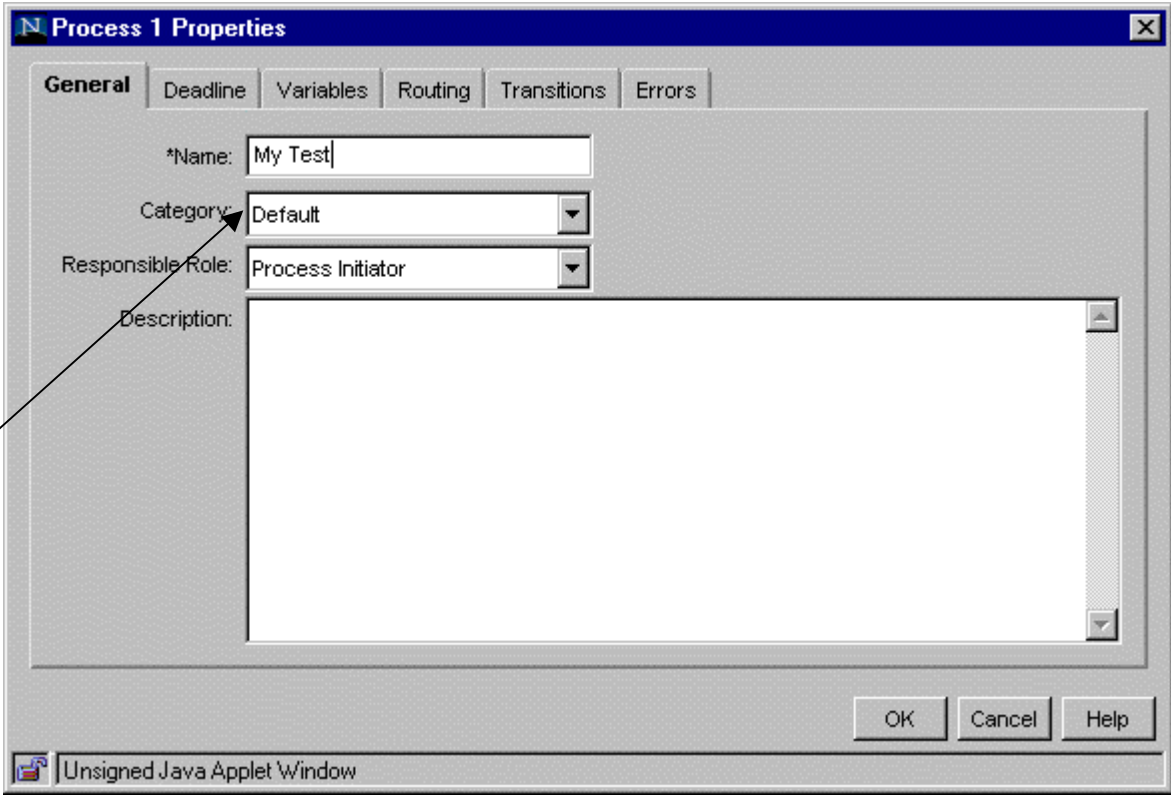 N Process 1 Properties
General Deadline Variables Routing Transitions Errors
*Name: My Test
Category: Default
Responsible Role: Process Initiator
Description:
OK Cancel Help
Unsigned Java Applet Window